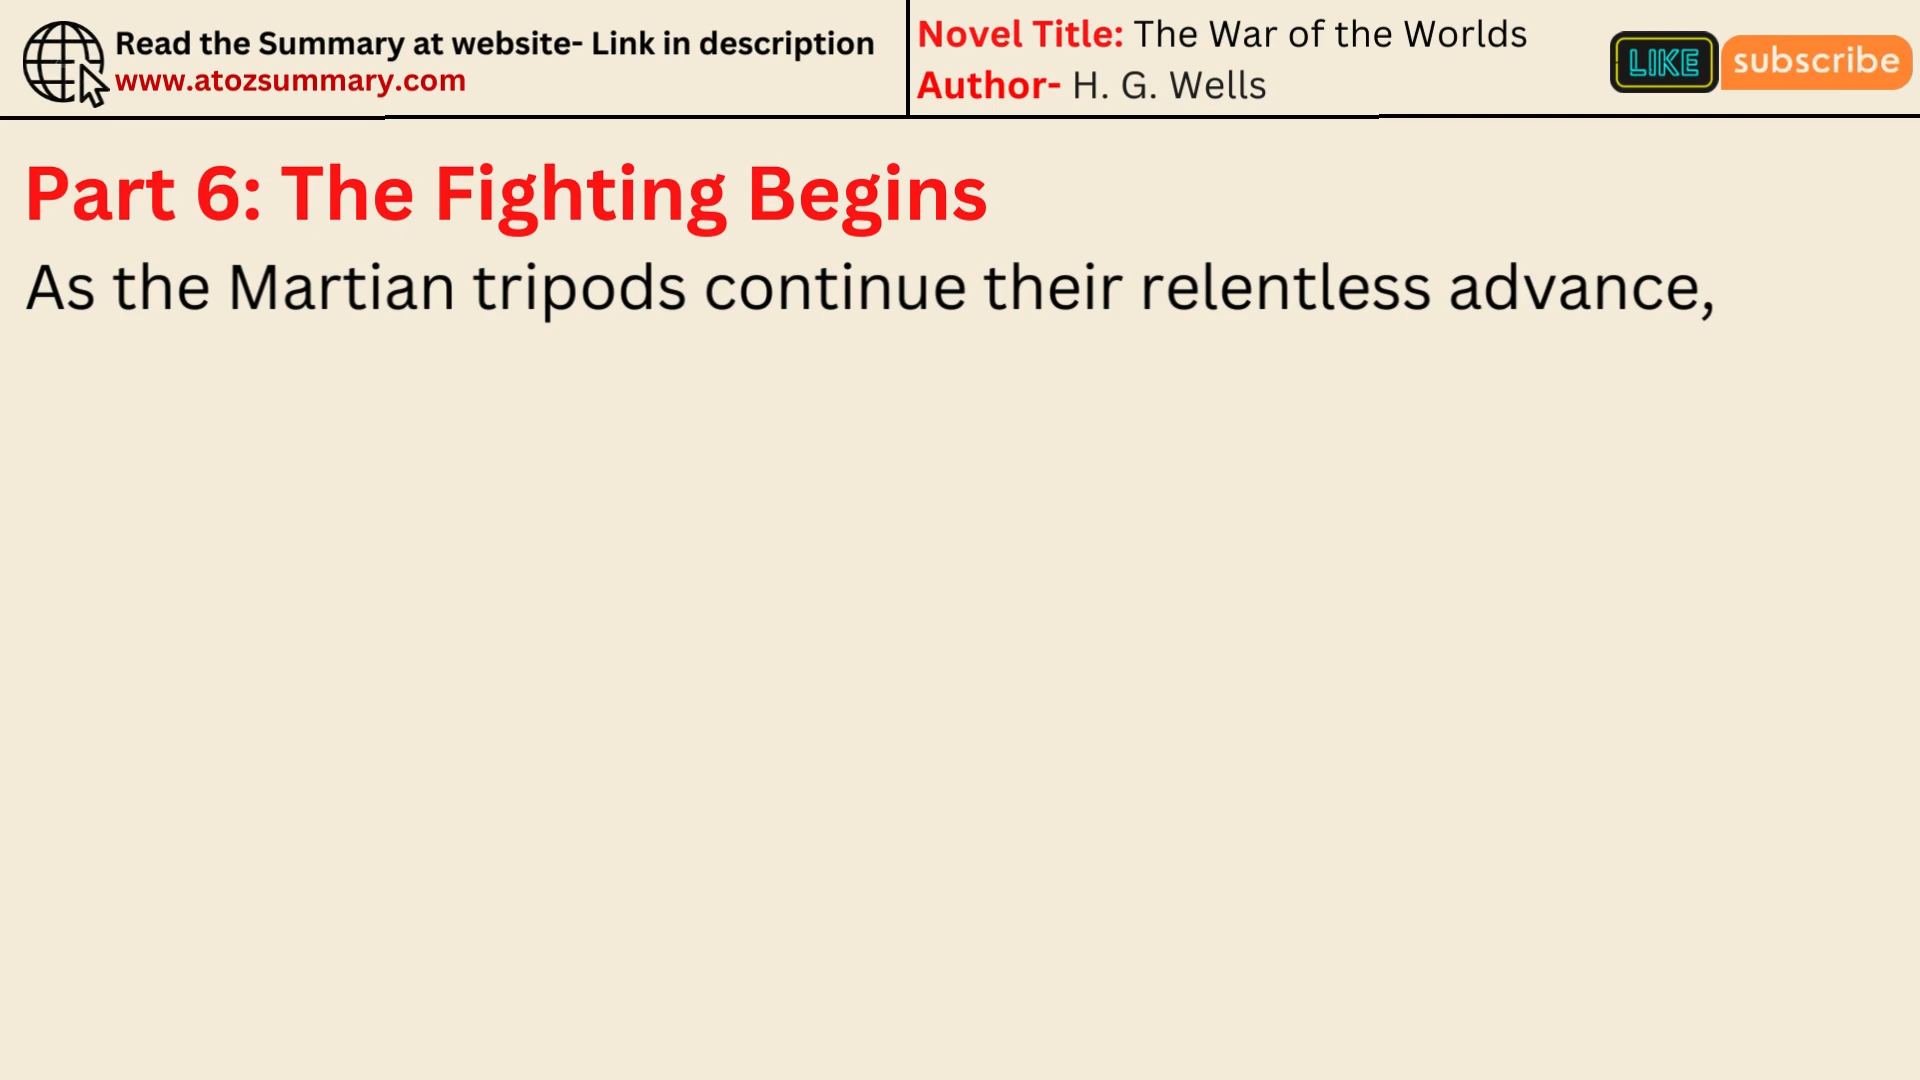 Read the Summary at website- Link in description
www.atozsummary.com
Novel Title: The War of the Worlds
Author- H. G. Wells
LIKE
subscribe
Part 6: The Fighting Begins
As the Martian tripods continue their relentless advance,